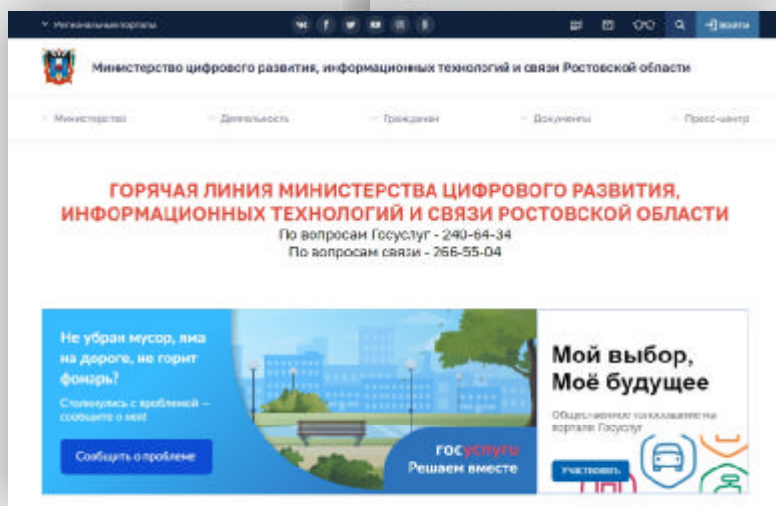 Региональные порталы
Войти
Министерство цифрового развития, информационных технологий и связи Ростовской области
Министерство
Деятельность
Гражданам
Документы
Пресс-центр
ГОРЯЧАЯ ЛИНИЯ МИНИСТЕРСТВА ЦИФРОВОГО РАЗВИТИЯ,
ИНФОРМАЦИОННЫХ ТЕХНОЛОГИЙ И СВЯЗИ РОСТОВСКОЙ ОБЛАСТИ
По вопросам Госуслуг - 240-64-34
По вопросам связи - 266-55-04
Не убран мусор, яма
на дороге, не горит
фонарь?
Столкнулись с проблемой —
сообщите о ней!
Сообщить о проблеме
госуслуги
Решаем вместе
Мой выбор,
Моё будущее
Общественное голосование на
портале Госуслуг
Участвовать